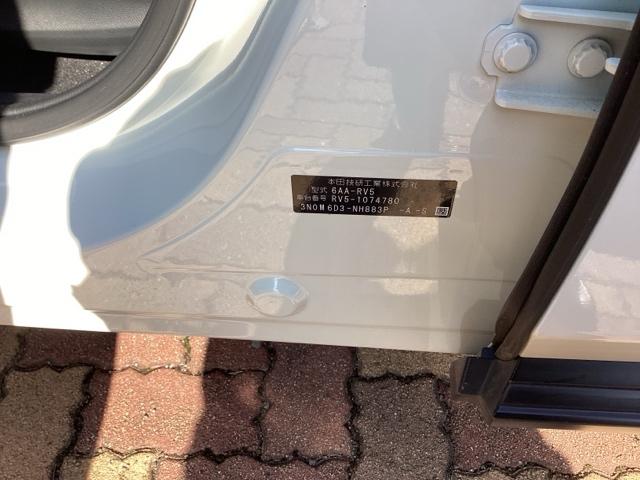 本田技研工業株式会社
型式 6AA-RV5
車台番号 RV5-1074780
3N0M6D3-NH883P -A -S